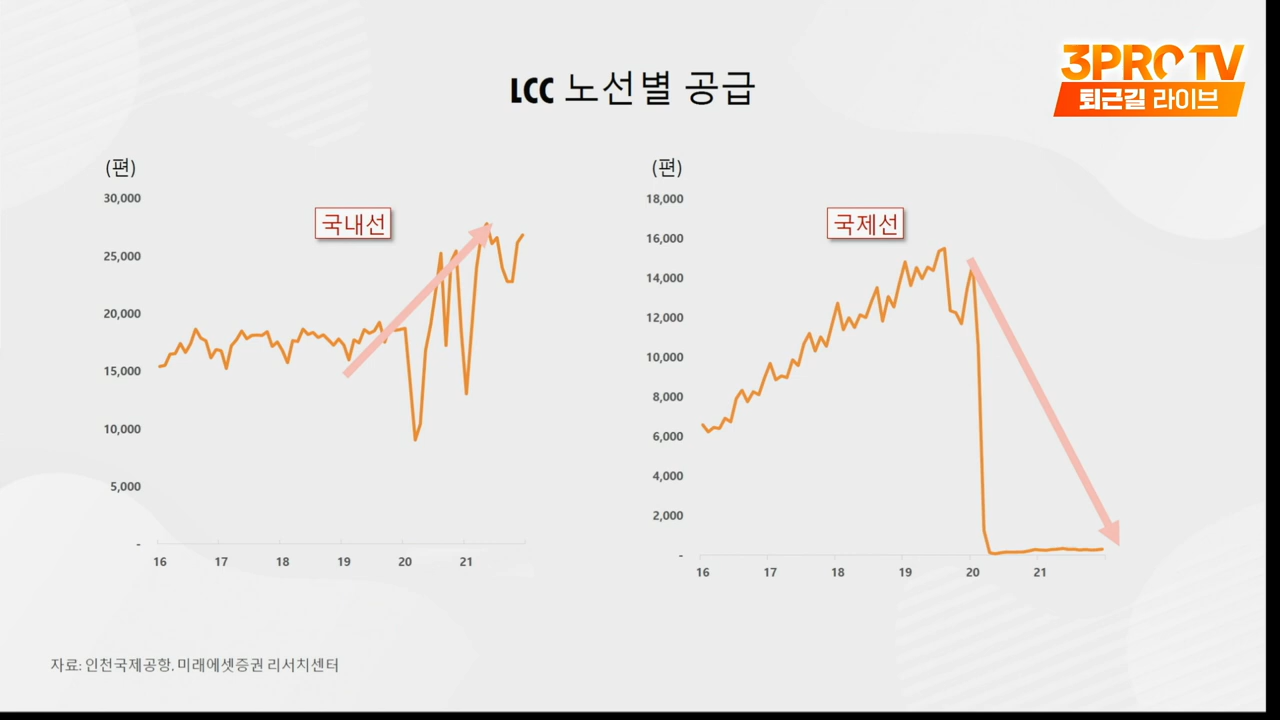 3PRO TV
퇴근길 라이브
LCC 노선별 공급
(편)
국내선
30,000
25,000
20,000
15,000
10,000
5,000
-
16 17 18 19 20 21
(편)
국제선
18,000
16,000
14,000
12,000
10,000
8,000
6,000
4,000
2,000
-
16 17 18 19 20 21
자료: 인천국제공항, 미래에셋증권 리서치센터